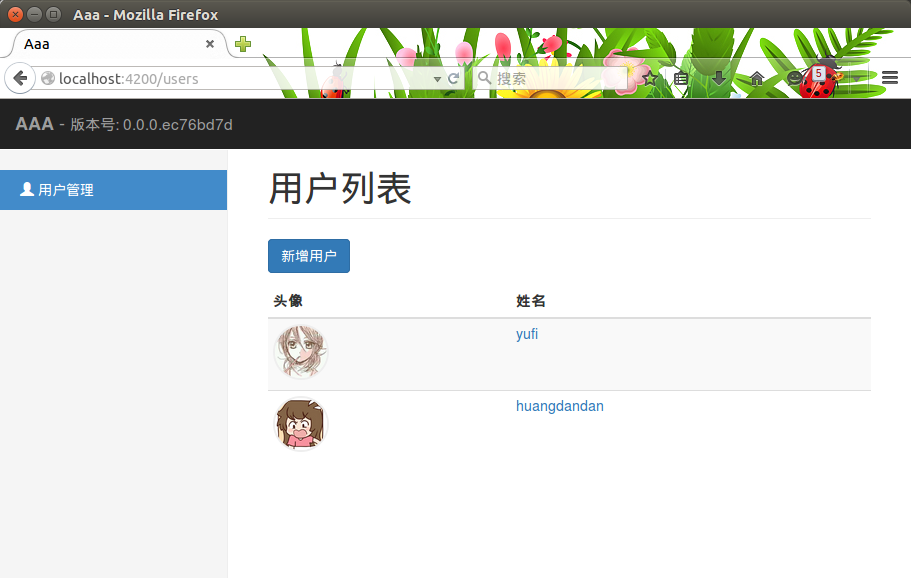 Aaa - Mozilla Firefox
Aaa
localhost:4200/users
搜索
5
AAA - 版本号: 0.0.0.ec76bd7d
用户管理
用户列表
新增用户
头像 姓名
yufi
huangdandan